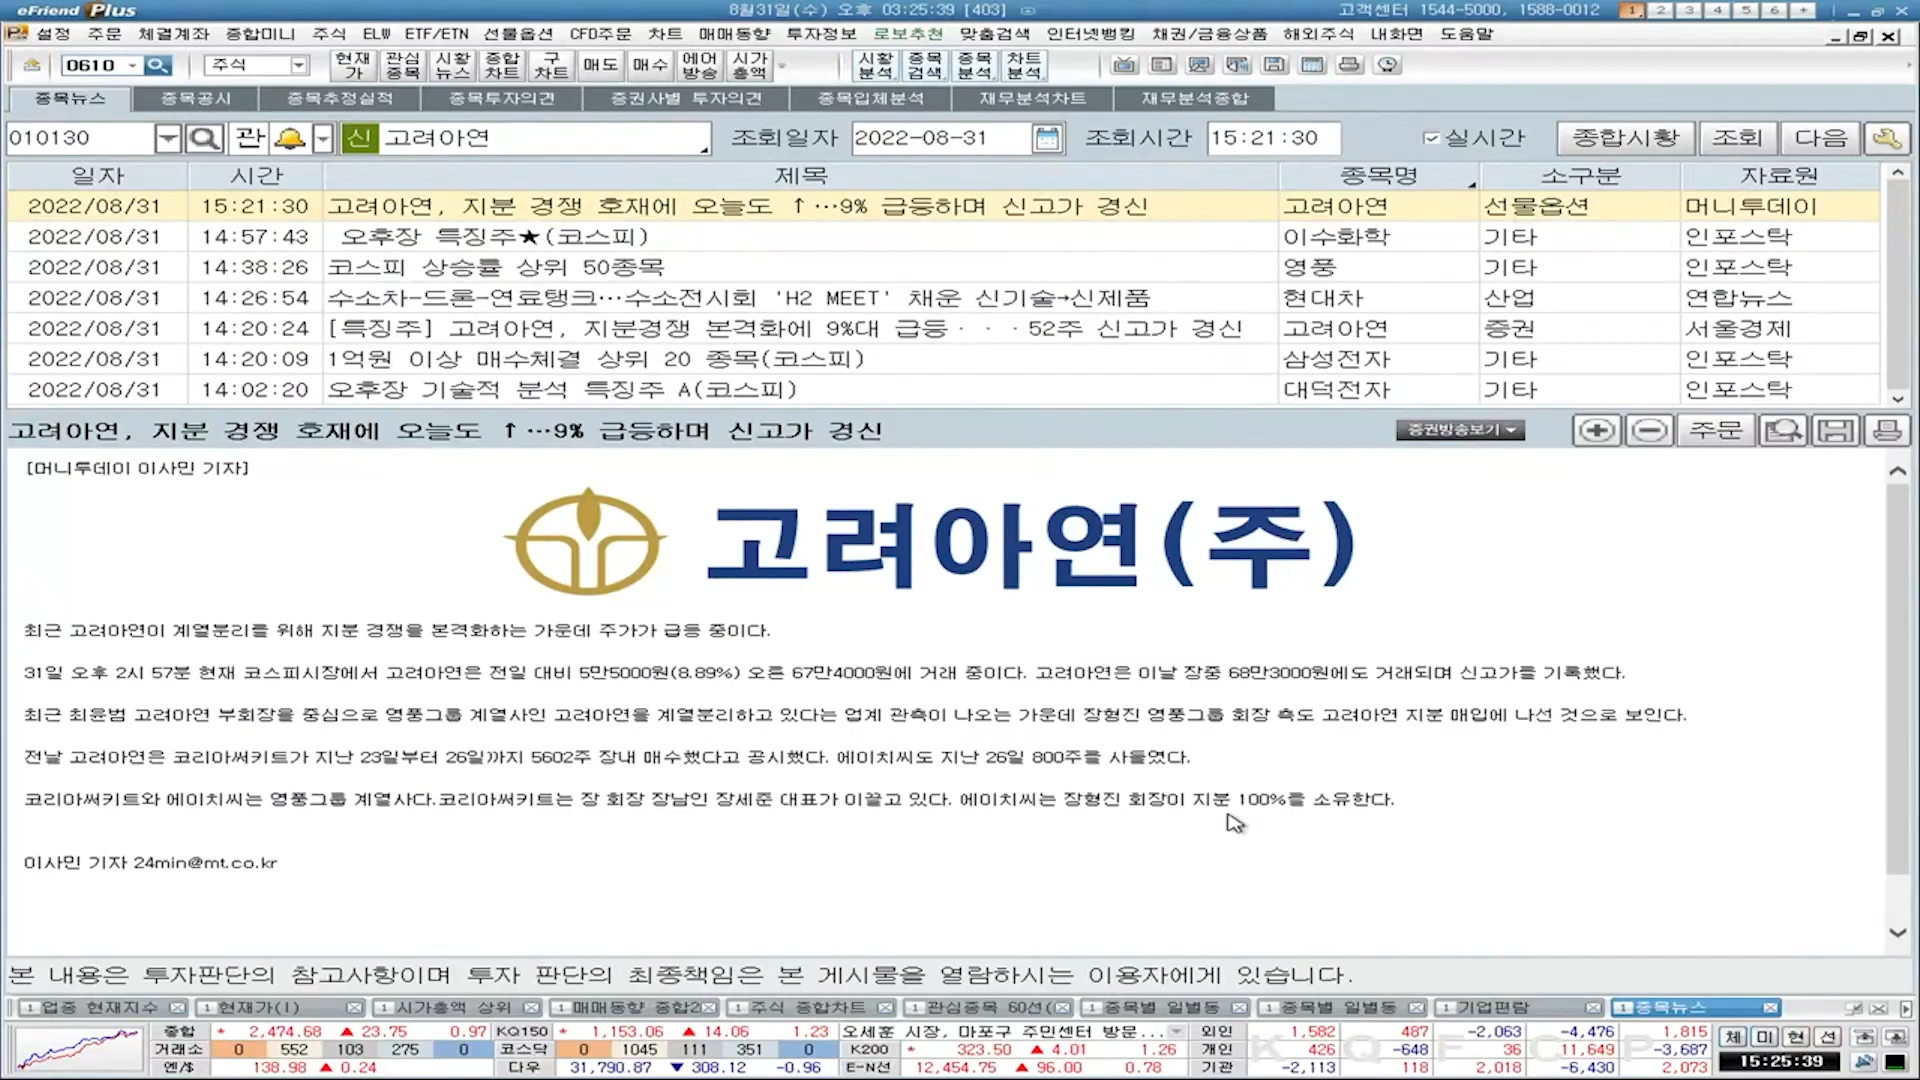 eFriend Plus 8월31일(수) 오후 03:25:39 [403] 고객센터 1544-5000, 1588-0012 1 2 3 4 5 6 +
설정 주문 체결계좌 종합미니 주식 ELW ETF/ETN 선물옵션 CFD주문 차트 매매동향 투자정보 로보추천 맞춤검색 인터넷뱅킹 채권/금융상품 해외주식 내화면 도움말
0610 주식 현재가 관심종목 시황뉴스 종합차트 구차트 매도 매수 에어방송 시가총액 시황분석 종목검색 종목분석 차트분석
종목뉴스 종목공시 종목추정실적 종목투자의견 증권사별 투자의견 종목입체분석 재무분석차트 재무분석종합
010130 관 신 고려아연 조회일자 2022-08-31 조회시간 15:21:30 실시간 종합시황 조회 다음
일자 시간 제목 종목명 소구분 자료원
2022/08/31 15:21:30 고려아연, 지분 경쟁 호재에 오늘도 ↑…9% 급등하며 신고가 경신 고려아연 선물옵션 머니투데이
2022/08/31 14:57:43 오후장 특징주★(코스피) 이수화학 기타 인포스탁
2022/08/31 14:38:26 코스피 상승률 상위 50종목 영풍 기타 인포스탁
2022/08/31 14:26:54 수소차-드론-연료탱크…수소전시회 'H2 MEET' 채운 신기술→신제품 현대차 산업 연합뉴스
2022/08/31 14:20:24 [특징주] 고려아연, 지분경쟁 본격화에 9%대 급등···52주 신고가 경신 고려아연 증권 서울경제
2022/08/31 14:20:09 1억원 이상 매수체결 상위 20 종목(코스피) 삼성전자 기타 인포스탁
2022/08/31 14:02:20 오후장 기술적 분석 특징주 A(코스피) 대덕전자 기타 인포스탁
고려아연, 지분 경쟁 호재에 오늘도 ↑…9% 급등하며 신고가 경신 증권방송보기 주문
[머니투데이 이사민 기자]
고려아연(주)
최근 고려아연이 계열분리를 위해 지분 경쟁을 본격화하는 가운데 주가가 급등 중이다.
31일 오후 2시 57분 현재 코스피시장에서 고려아연은 전일 대비 5만5000원(8.89%) 오른 67만4000원에 거래 중이다. 고려아연은 이날 장중 68만3000원에도 거래되며 신고가를 기록했다.
최근 최윤범 고려아연 부회장을 중심으로 영풍그룹 계열사인 고려아연을 계열분리하고 있다는 업계 관측이 나오는 가운데 장형진 영풍그룹 회장 측도 고려아연 지분 매입에 나선 것으로 보인다.
전날 고려아연은 코리아써키트가 지난 23일부터 26일까지 5602주 장내 매수했다고 공시했다. 에이치씨도 지난 26일 800주를 사들였다.
코리아써키트와 에이치씨는 영풍그룹 계열사다.코리아써키트는 장 회장 장남인 장세준 대표가 이끌고 있다. 에이치씨는 장형진 회장이 지분 100%를 소유한다.
이사민 기자 24min@mt.co.kr
본 내용은 투자판단의 참고사항이며 투자 판단의 최종책임은 본 게시물을 열람하시는 이용자에게 있습니다.
1 업종 현재지수 1 현재가(1) 1 시가총액 상위 1 매매동향 종합2 1 주식 종합차트 1 관심종목 60선( 1 종목별 일별동 1 종목별 일별동 1 기업편람 1 종목뉴스
종합 2,474.68 ▲ 23.75 0.97 KQ150 1,153.06 ▲ 14.06 1.23 오세훈 시장, 마포구 주민센터 방문... 외인 1,582 487 -2,063 -4,476 1,815 체 미 현 선
거래소 0 552 103 275 0 코스닥 0 1045 111 351 0 K200 323.50 ▲ 4.01 1.26 개인 426 -648 36 11,649 -3,687
엔/$ 138.98 ▲ 0.24 다우 31,790.87 ▼ 308.12 -0.96 E-N선 12,454.75 ▲ 96.00 0.78 기관 -2,113 118 2,018 -6,430 2,073 15:25:39